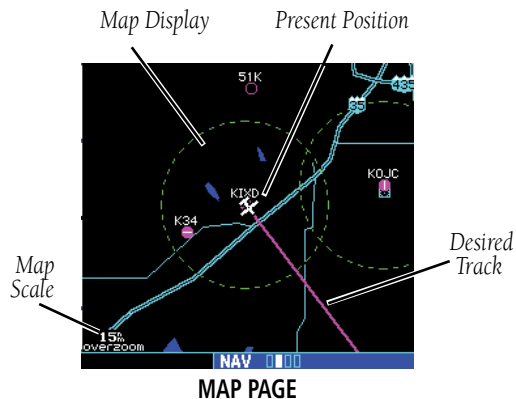 Map Display
Present Position
51K
435
35
KOJC
KIXD
K34
Desired
Track
Map
Scale
15
overzoom
NAV
MAP PAGE